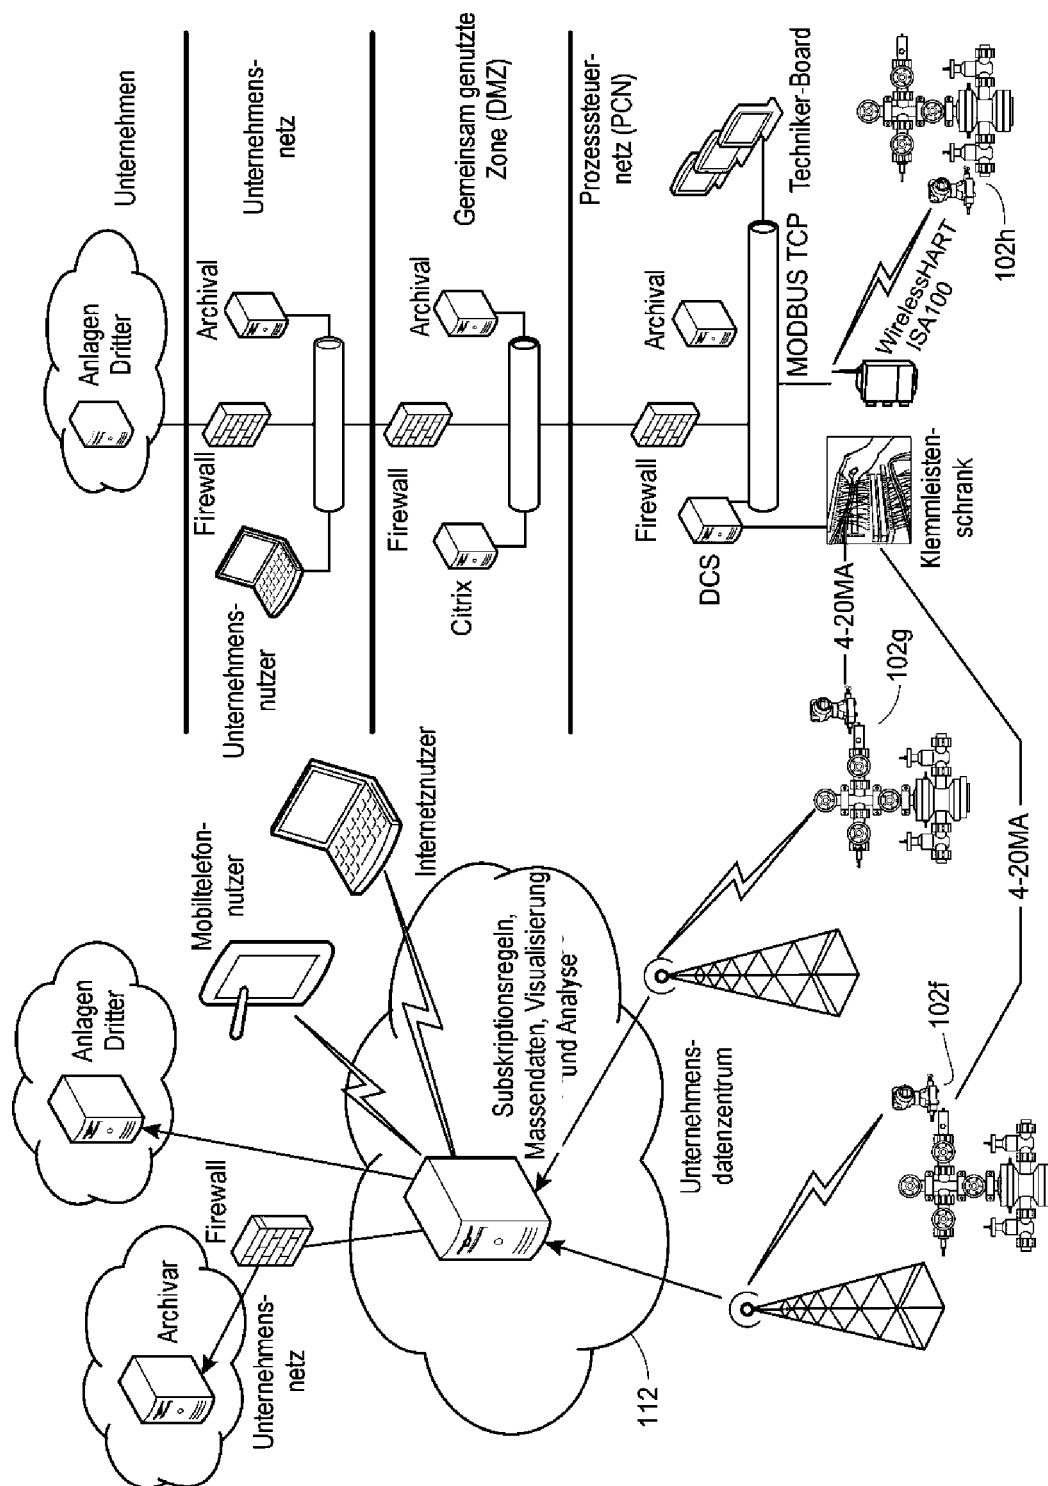 Unternehmen
Anlagen
Dritter
Unternehmens-
netz
Archival
Firewall
Unternehmens-
nutzer
Gemeinsam genutzte
Zone (DMZ)
Archival
Firewall
Citrix
Prozesssteuer-
netz (PCN)
Archival
Firewall
DCS
Techniker-Board
MODBUS TCP
WirelessHART
ISA100
102h
Klemmleisten-
schrank
4-20MA
102g
4-20MA
102f
Internetznutzer
Mobiltelefon-
nutzer
Anlagen
Dritter
Firewall
Archivar
Unternehmens-
netz
Subskriptionsregeln,
Massendaten, Visualisierung
und Analyse
Unternehmens-
datenzentrum
112